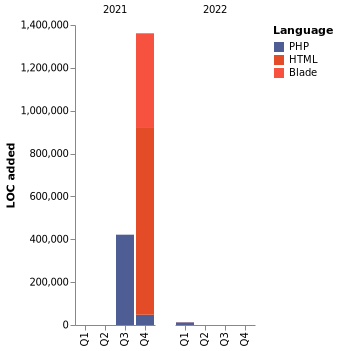 2021 2022
Language
PHP
HTML
Blade
LOC added
1,400,000
1,200,000
1,000,000
800,000
600,000
400,000
200,000
0
Q1 Q2 Q3 Q4 Q1 Q2 Q3 Q4